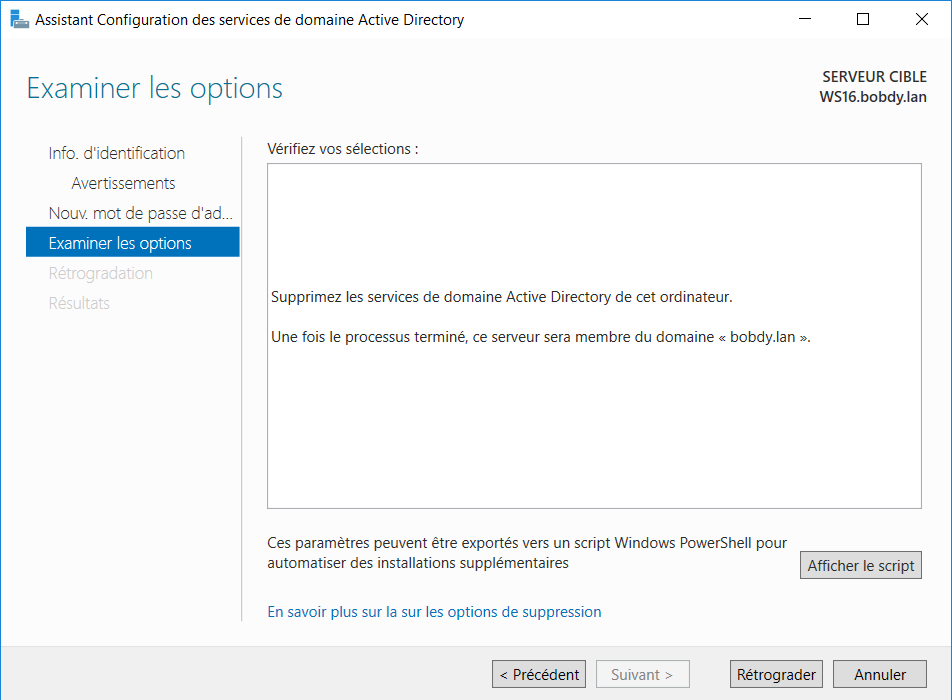 Assistant Configuration des services de domaine Active Directory
Examiner les options
SERVEUR CIBLE
WS16.bobdy.lan
Info. d'identification
Avertissements
Nouv. mot de passe d'ad...
Examiner les options
Rétrogradation
Résultats
Vérifiez vos sélections :
Supprimez les services de domaine Active Directory de cet ordinateur.
Une fois le processus terminé, ce serveur sera membre du domaine « bobdy.lan ».
Ces paramètres peuvent être exportés vers un script Windows PowerShell pour
automatiser des installations supplémentaires
Afficher le script
En savoir plus sur la sur les options de suppression
< Précédent
Suivant >
Rétrograder
Annuler